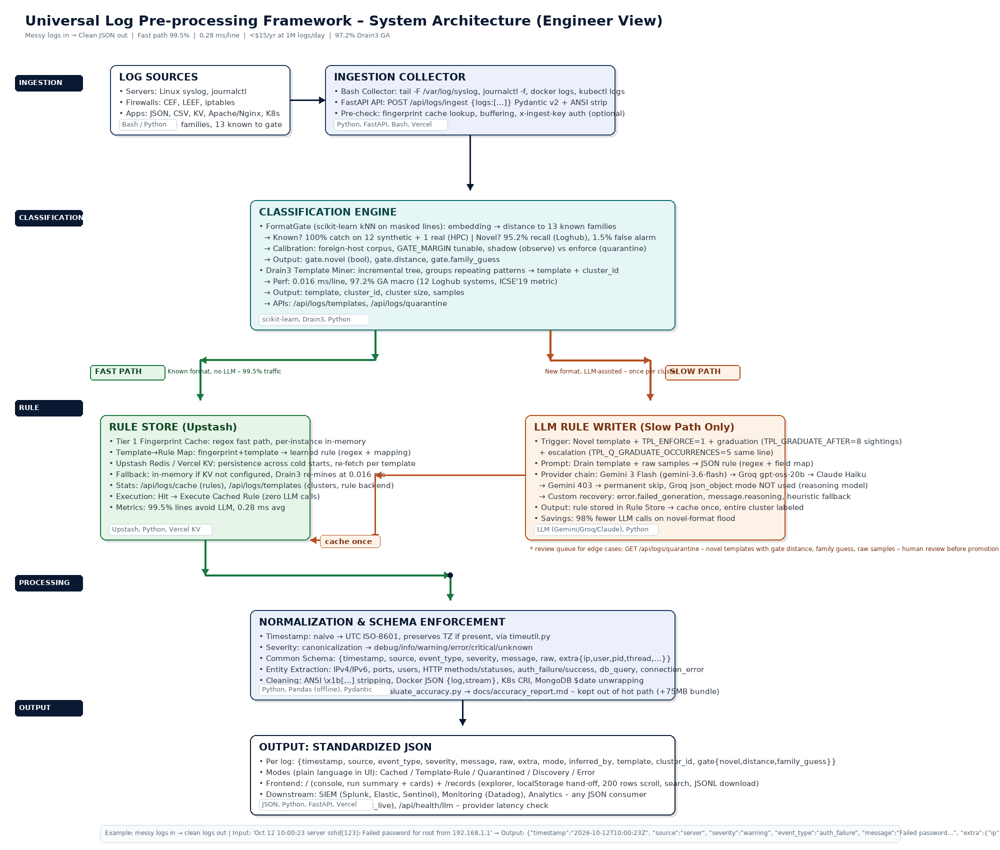 Universal Log Pre-processing Framework – System Architecture (Engineer View)
Messy logs in → Clean JSON out | Fast path 99.5% | 0.28 ms/line | <$15/yr at 1M logs/day | 97.2% Drain3 GA
INGESTION
LOG SOURCES
• Servers: Linux syslog, journalctl
• Firewalls: CEF, LEEF, iptables
• Apps: JSON, CSV, KV, Apache/Nginx, K8s
families, 13 known to gate
Bash / Python
INGESTION COLLECTOR
• Bash Collector: tail -F /var/log/syslog, journalctl -f, docker logs, kubectl logs
• FastAPI API: POST /api/logs/ingest {logs:[...]} Pydantic v2 + ANSI strip
• Pre-check: fingerprint cache lookup, buffering, x-ingest-key auth (optional)
Python, FastAPI, Bash, Vercel
CLASSIFICATION
CLASSIFICATION ENGINE
• FormatGate (scikit-learn kNN on masked lines): embedding → distance to 13 known families
→ Known? 100% catch on 12 synthetic + 1 real (HPC) | Novel? 95.2% recall (Loghub), 1.5% false alarm
→ Calibration: foreign-host corpus, GATE_MARGIN tunable, shadow (observe) vs enforce (quarantine)
→ Output: gate.novel (bool), gate.distance, gate.family_guess
• Drain3 Template Miner: incremental tree, groups repeating patterns → template + cluster_id
→ Perf: 0.016 ms/line, 97.2% GA macro (12 Loghub systems, ICSE'19 metric)
→ Output: template, cluster_id, cluster size, samples
→ APIs: /api/logs/templates, /api/logs/quarantine
scikit-learn, Drain3, Python
FAST PATH
Known format, no LLM – 99.5% traffic
New format, LLM-assisted – once per cluster
SLOW PATH
RULE
RULE STORE (Upstash)
• Tier 1 Fingerprint Cache: regex fast path, per-instance in-memory
• Template→Rule Map: fingerprint+template → learned rule (regex + mapping)
• Upstash Redis / Vercel KV: persistence across cold starts, re-fetch per template
• Fallback: in-memory if KV not configured, Drain3 re-mines at 0.016 ms
• Stats: /api/logs/cache (rules), /api/logs/templates (clusters, rule backend)
• Execution: Hit → Execute Cached Rule (zero LLM calls)
• Metrics: 99.5% lines avoid LLM, 0.28 ms avg
Upstash, Python, Vercel KV
cache once
LLM RULE WRITER (Slow Path Only)
• Trigger: Novel template + TPL_ENFORCE=1 + graduation (TPL_GRADUATE_AFTER=8 sightings)
+ escalation (TPL_Q_GRADUATE_OCCURRENCES=5 same line)
• Prompt: Drain template + raw samples → JSON rule (regex + field map)
• Provider chain: Gemini 3 Flash (gemini-3.6-flash) → Groq gpt-oss-20b → Claude Haiku
→ Gemini 403 → permanent skip, Groq json_object mode NOT used (reasoning model)
→ Custom recovery: error.failed_generation, message.reasoning, heuristic fallback
• Output: rule stored in Rule Store → cache once, entire cluster labeled
• Savings: 98% fewer LLM calls on novel-format flood
LLM (Gemini/Groq/Claude), Python
* review queue for edge cases: GET /api/logs/quarantine – novel templates with gate distance, family guess, raw samples – human review before promotion
PROCESSING
NORMALIZATION & SCHEMA ENFORCEMENT
• Timestamp: naive → UTC ISO-8601, preserves TZ if present, via timeutil.py
• Severity: canonicalization → debug/info/warning/error/critical/unknown
• Common Schema: {timestamp, source, event_type, severity, message, raw, extra{ip,user,pid,thread,...}}
• Entity Extraction: IPv4/IPv6, ports, users, HTTP methods/statuses, auth_failure/success, db_query, connection_error
• Cleaning: ANSI \x1b[...] stripping, Docker JSON {log,stream}, K8s CRI, MongoDB $date unwrapping
aluate_accuracy.py → docs/accuracy_report.md – kept out of hot path (+75MB bundle)
Python, Pandas (offline), Pydantic
OUTPUT
OUTPUT: STANDARDIZED JSON
• Per log: {timestamp, source, event_type, severity, message, raw, extra, mode, inferred_by, template, cluster_id, gate{novel,distance,family_guess}}
• Modes (plain language in UI): Cached / Template-Rule / Quarantined / Discovery / Error
• Frontend: / (console, run summary + cards) + /records (explorer, localStorage hand-off, 200 rows scroll, search, JSONL download)
• Downstream: SIEM (Splunk, Elastic, Sentinel), Monitoring (Datadog), Analytics – any JSON consumer
_live), /api/health/llm – provider latency check
JSON, Python, FastAPI, Vercel
Example: messy logs in → clean logs out | Input: 'Oct 12 10:00:23 server sshd[123]: Failed password for root from 192.168.1.1' → Output: {"timestamp":"2026-10-12T10:00:23Z", "source":"server", "severity":"warning", "event_type":"auth_failure", "message":"Failed password...", "extra":{"ip"